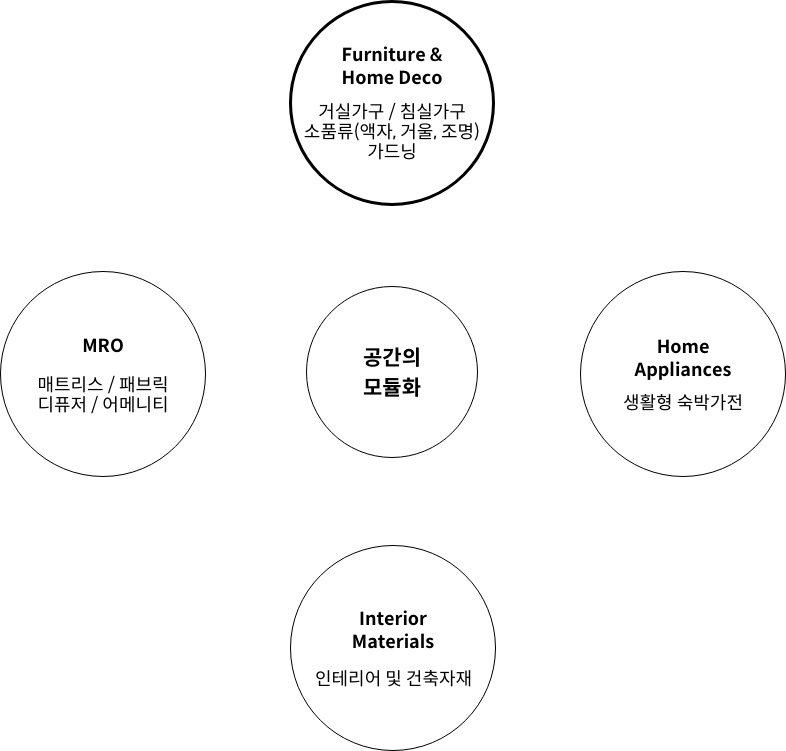 Furniture &
Home Deco
거실가구 / 침실가구
소품류(액자, 거울, 조명)
가드닝
MRO
매트리스 / 패브릭
디퓨저 / 어메니티
공간의
모듈화
Home
Appliances
생활형 숙박가전
Interior
Materials
인테리어 및 건축자재